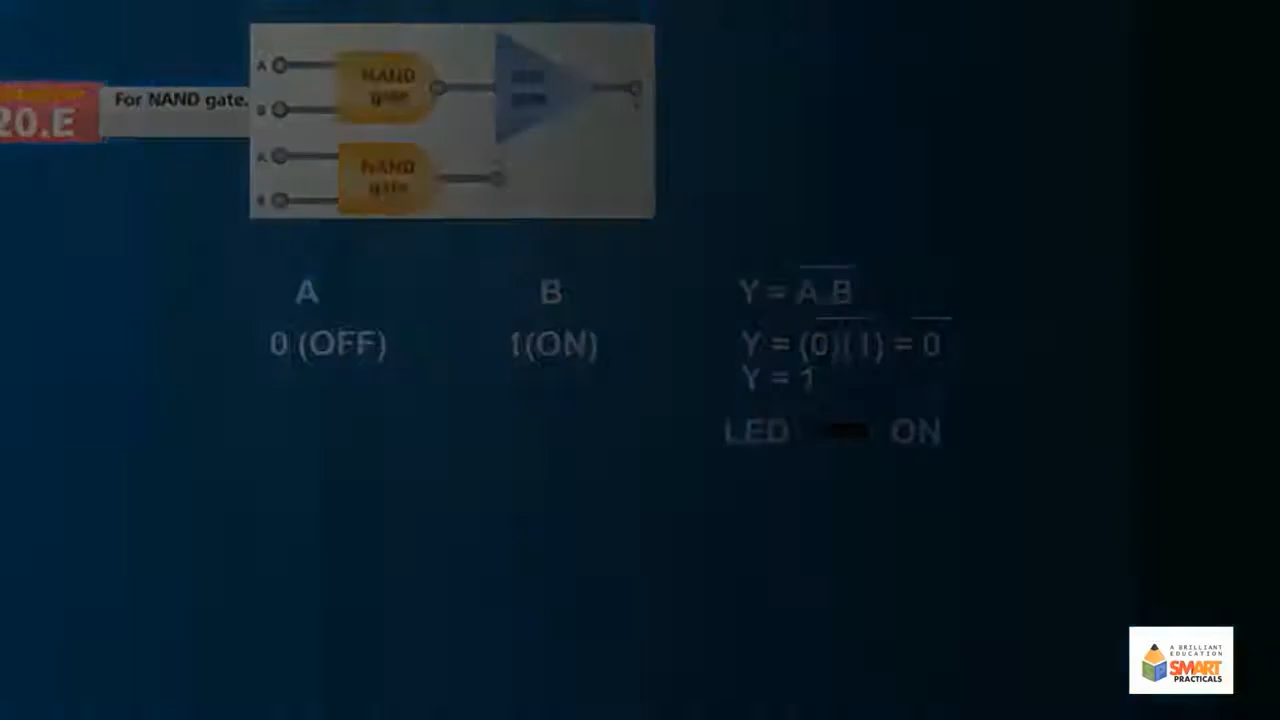 20.E
For NAND gate.
A
NAND
gate
B
A
NAND
gate
B
A B Y = A.B
0 (OFF) 1(ON) Y = (0)(1) = 0
Y = 1
LED ON
A BRILLIANT
EDUCATION
SMART
PRACTICALS